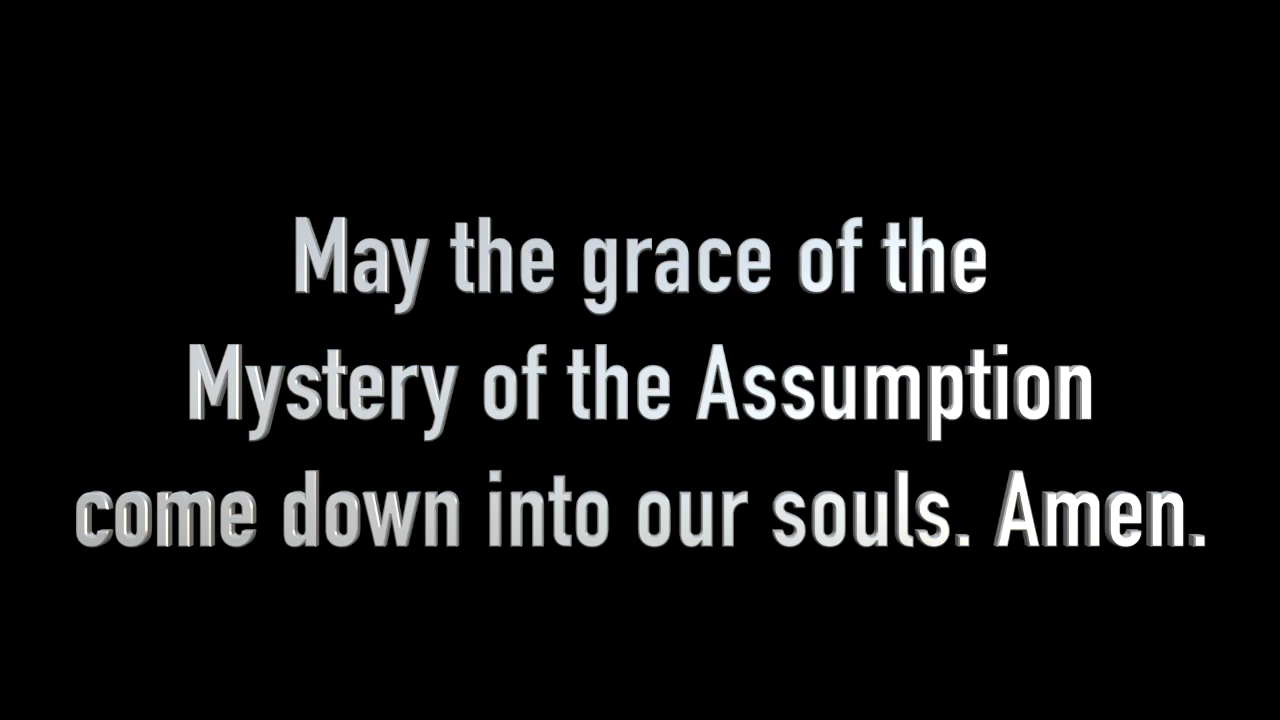 May the grace of the
Mystery of the Assumption
come down into our souls. Amen.